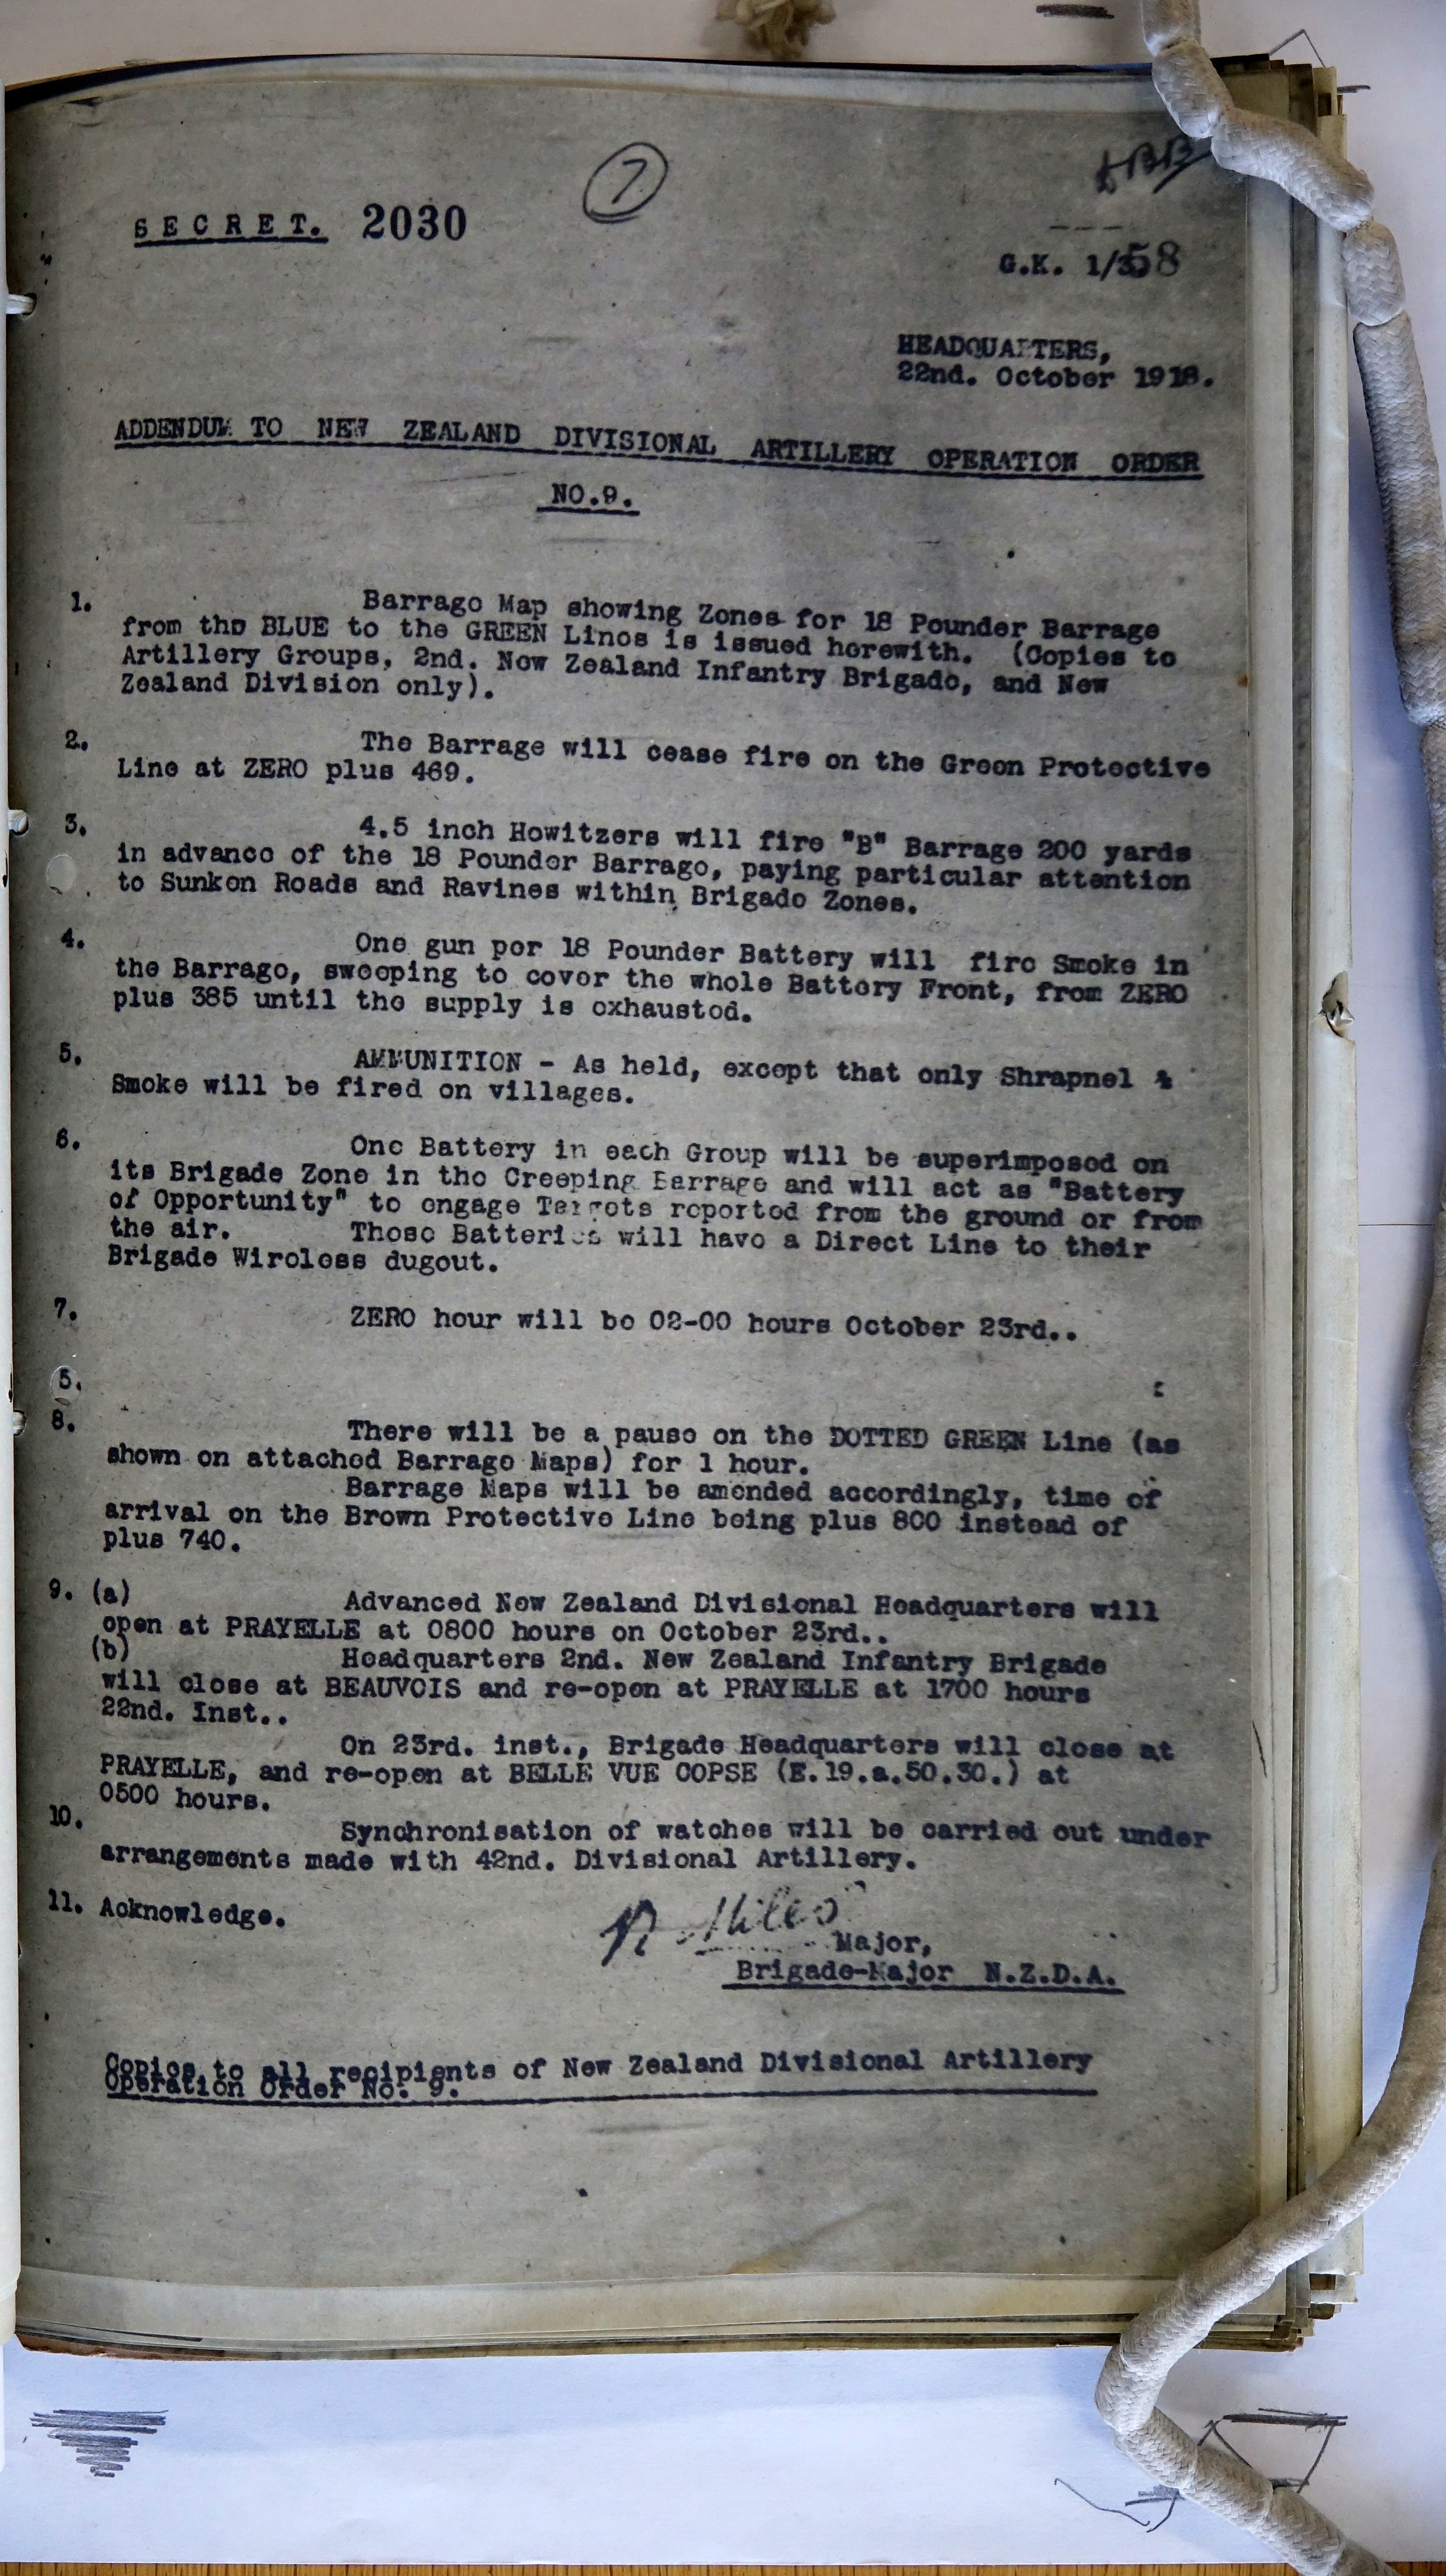 7
SECRET. 2030
G.K. 1/358
HEADQUARTERS,
22nd. October 1918.
ADDENDUM TO NEW ZEALAND DIVISIONAL ARTILLERY OPERATION ORDER
NO.9.
1. Barrage Map showing Zones for 18 Pounder Barrage
from the BLUE to the GREEN Lines is issued herewith. (Copies to
Artillery Groups, 2nd. New Zealand Infantry Brigade, and New
Zealand Division only).
2. The Barrage will cease fire on the Green Protective
Line at ZERO plus 469.
3. 4.5 inch Howitzers will fire "B" Barrage 200 yards
in advance of the 18 Pounder Barrage, paying particular attention
to Sunken Roads and Ravines within Brigade Zones.
4. One gun per 18 Pounder Battery will fire Smoke in
the Barrage, sweeping to cover the whole Battery Front, from ZERO
plus 385 until the supply is exhausted.
5. AMMUNITION - As held, except that only Shrapnel &
Smoke will be fired on villages.
6. One Battery in each Group will be superimposed on
its Brigade Zone in the Creeping Barrage and will act as "Battery
of Opportunity" to engage Targets reported from the ground or from
the air. These Batteries will have a Direct Line to their
Brigade Wireless dugout.
7. ZERO hour will be 02-00 hours October 23rd..
5.
8. There will be a pause on the DOTTED GREEN Line (as
shown on attached Barrage Maps) for 1 hour.
Barrage Maps will be amended accordingly, time of
arrival on the Brown Protective Line being plus 800 instead of
plus 740.
9. (a) Advanced New Zealand Divisional Headquarters will
open at PRAYELLE at 0800 hours on October 23rd..
(b) Headquarters 2nd. New Zealand Infantry Brigade
will close at BEAUVOIS and re-open at PRAYELLE at 1700 hours
22nd. Inst..
On 23rd. inst., Brigade Headquarters will close at
PRAYELLE, and re-open at BELLE VUE COPSE (E.19.a.50.30.) at
0500 hours.
10. Synchronisation of watches will be carried out under
arrangements made with 42nd. Divisional Artillery.
11. Acknowledge.
R Miles
Major,
Brigade-Major N.Z.D.A.
Copies to all recipients of New Zealand Divisional Artillery
Operation Order No. 9.